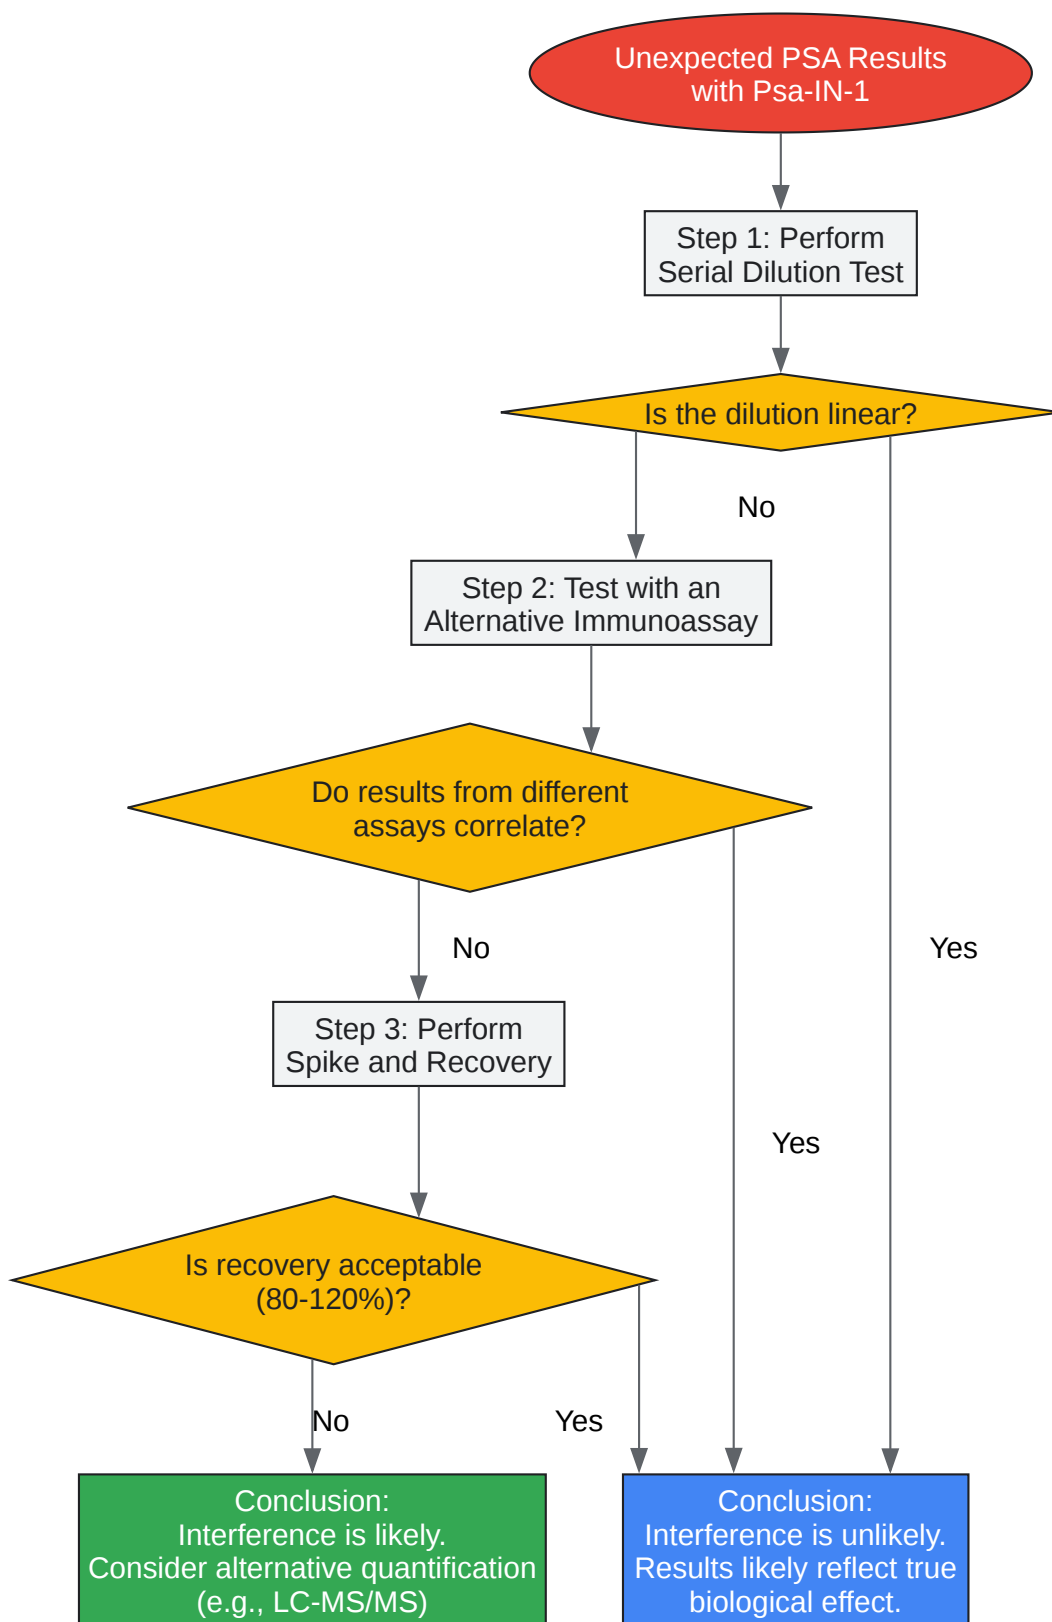 Unexpected PSA Results
with Psa-IN-1
Step 1: Perform
Serial Dilution Test
Is the dilution linear?
No
Step 2: Test with an
Alternative Immunoassay
Do results from different
assays correlate?
No
Yes
Step 3: Perform
Spike and Recovery
Yes
Is recovery acceptable
(80-120%)?
No
Yes
Conclusion:
Interference is likely.
Consider alternative quantification
(e.g., LC-MS/MS)
Conclusion:
Interference is unlikely.
Results likely reflect true
biological effect.